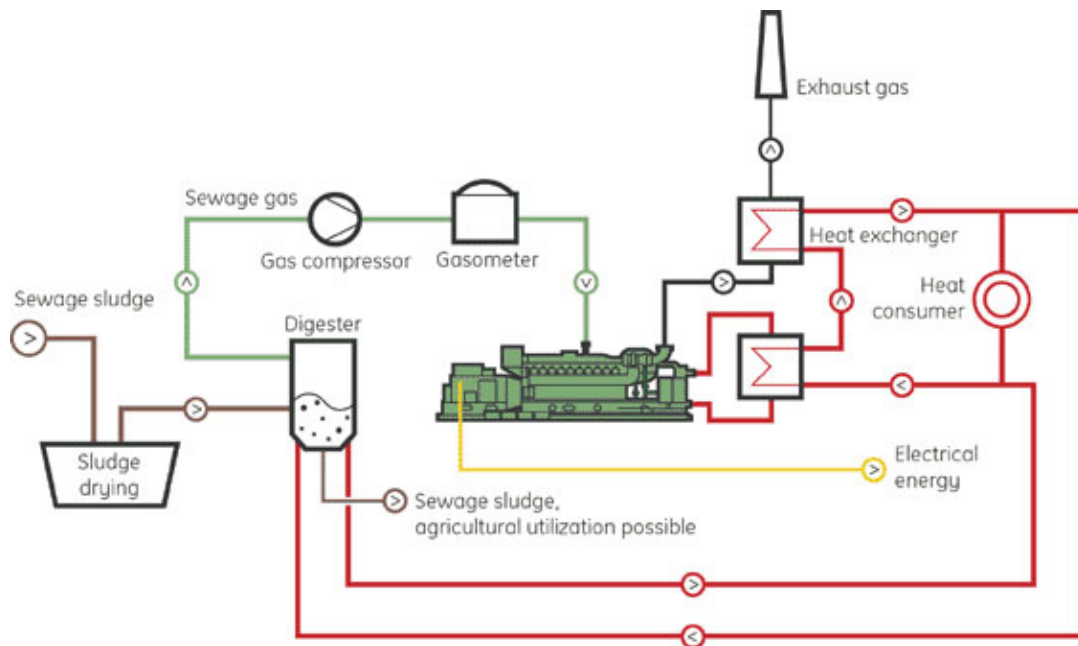 Exhaust gas
Sewage gas
Gas compressor
Gasometer
Heat exchanger
Heat
consumer
Sewage sludge
Digester
Sludge
drying
Electrical
energy
Sewage sludge,
agricultural utilization possible